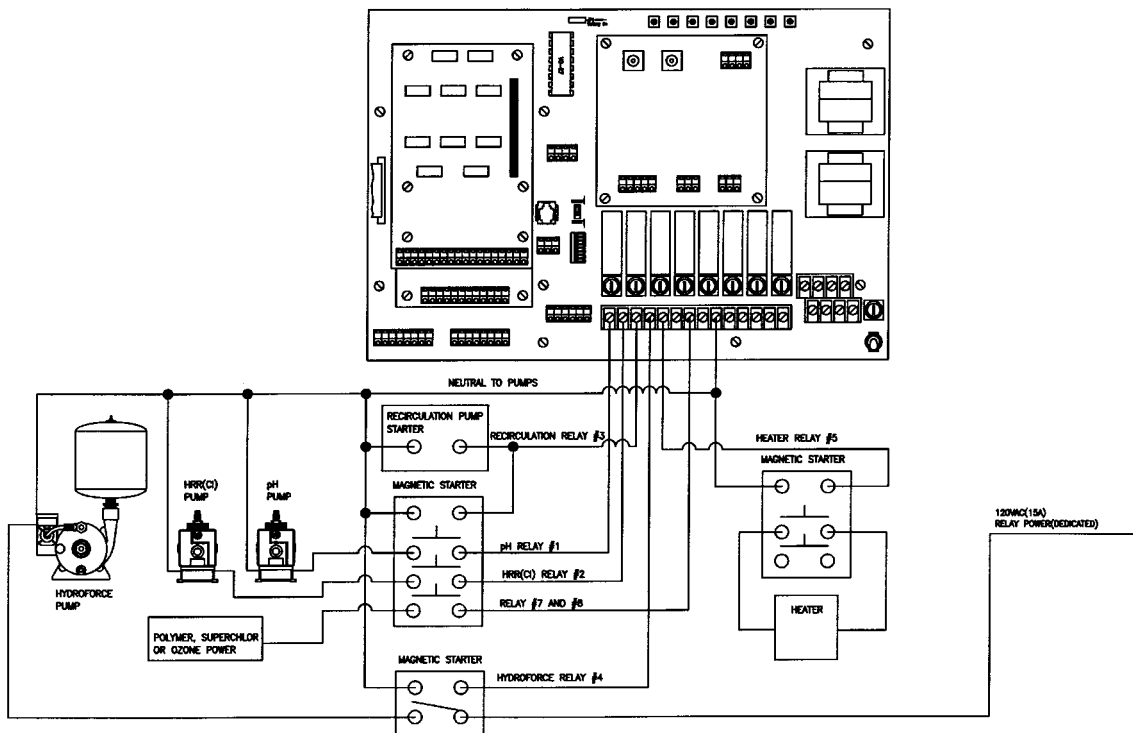 NEUTRAL TO PUMPS
RECIRCULATION PUMP
STARTER
RECIRCULATION RELAY #3
HEATER RELAY #5
MAGNETIC STARTER
HRR(Cl)
PUMP
pH
PUMP
MAGNETIC STARTER
120VAC(15A)
RELAY POWER(DEDICATED)
pH RELAY #1
HRR(Cl) RELAY #2
HYDROFORCE
PUMP
RELAY #7 AND #8
HEATER
POLYMER, SUPERCHLOR
OR OZONE POWER
MAGNETIC STARTER
HYDROFORCE RELAY #4